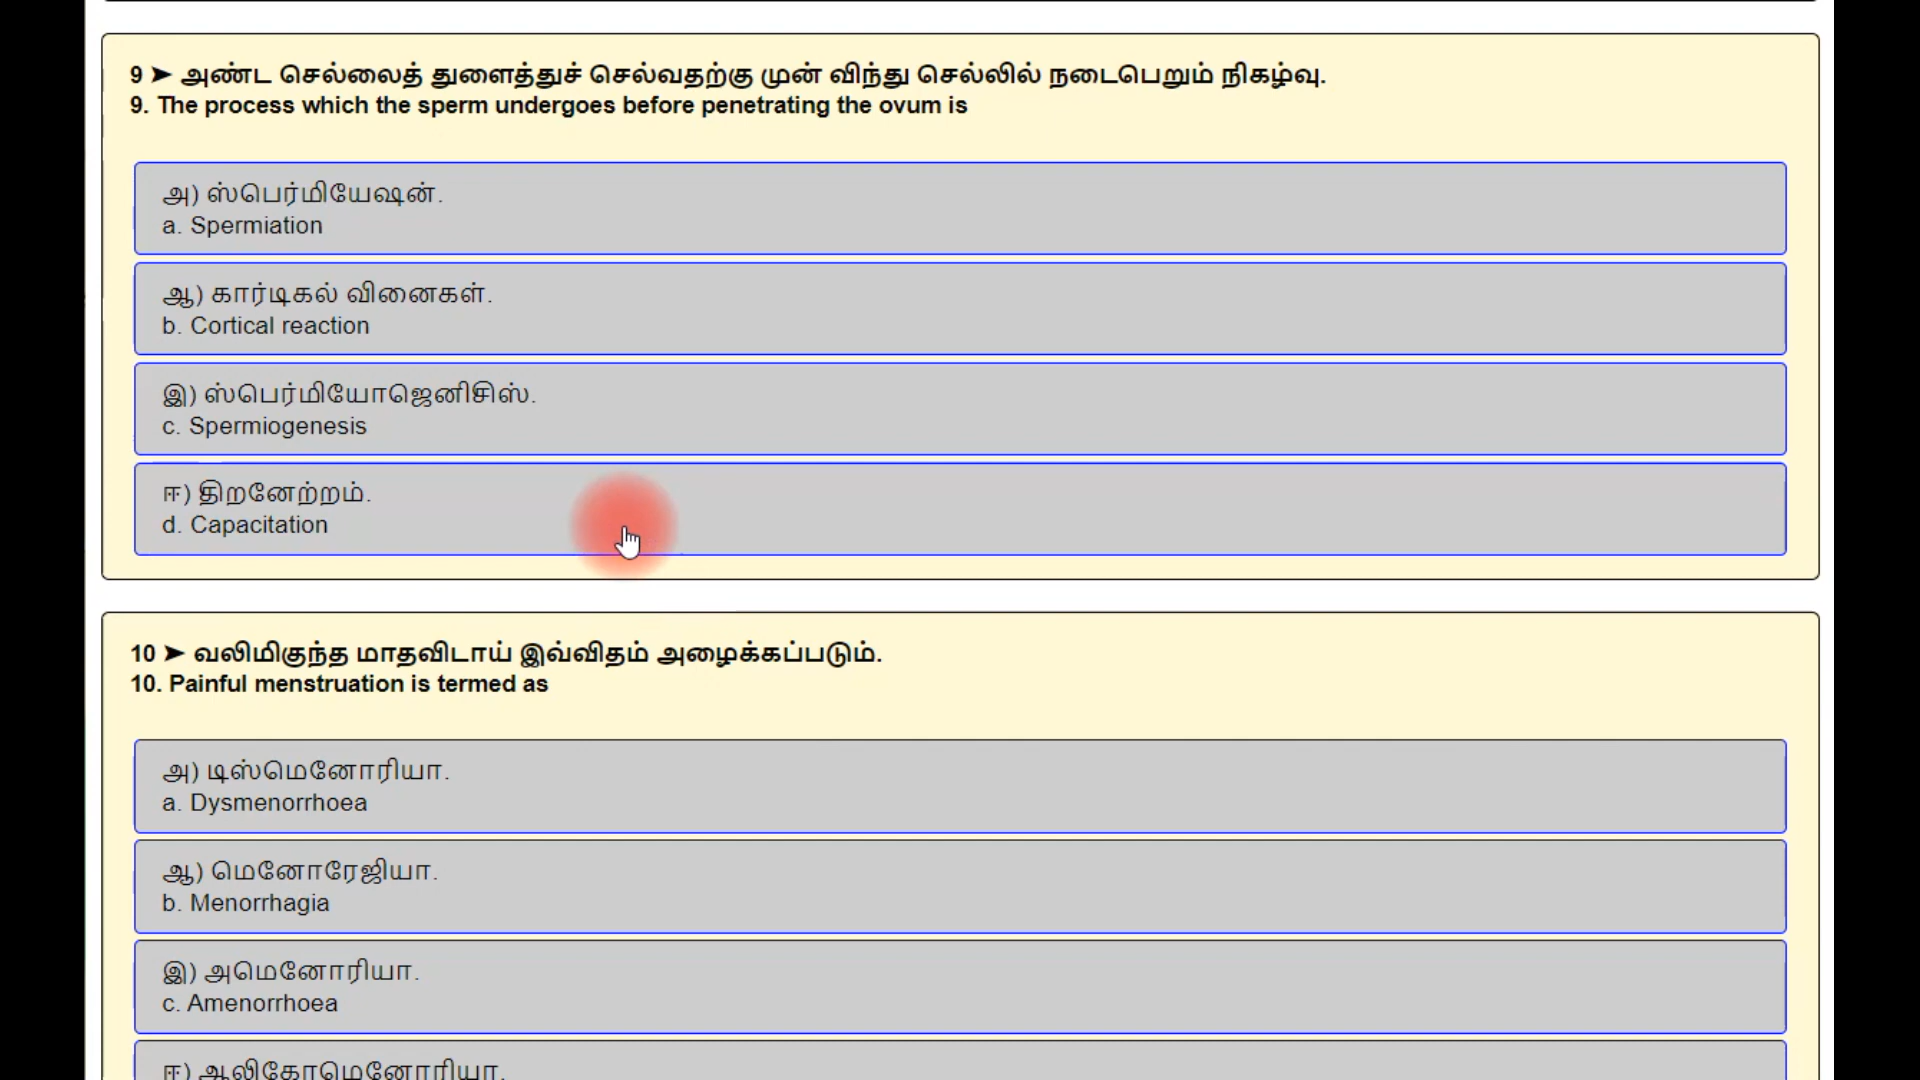 9 ➤ அண்ட செல்லைத் துளைத்துச் செல்வதற்கு முன் விந்து செல்லில் நடைபெறும் நிகழ்வு.
9. The process which the sperm undergoes before penetrating the ovum is
அ) ஸ்பெர்மியேஷன்.
a. Spermiation
ஆ) கார்டிகல் வினைகள்.
b. Cortical reaction
இ) ஸ்பெர்மியோஜெனிசிஸ்.
c. Spermiogenesis
ஈ) திறனேற்றம்.
d. Capacitation
10 ➤ வலிமிகுந்த மாதவிடாய் இவ்விதம் அழைக்கப்படும்.
10. Painful menstruation is termed as
அ) டிஸ்மெனோரியா.
a. Dysmenorrhoea
ஆ) மெனோரேஜியா.
b. Menorrhagia
இ) அமெனோரியா.
c. Amenorrhoea
ஈ) ஆலிகோமெனோரியா.